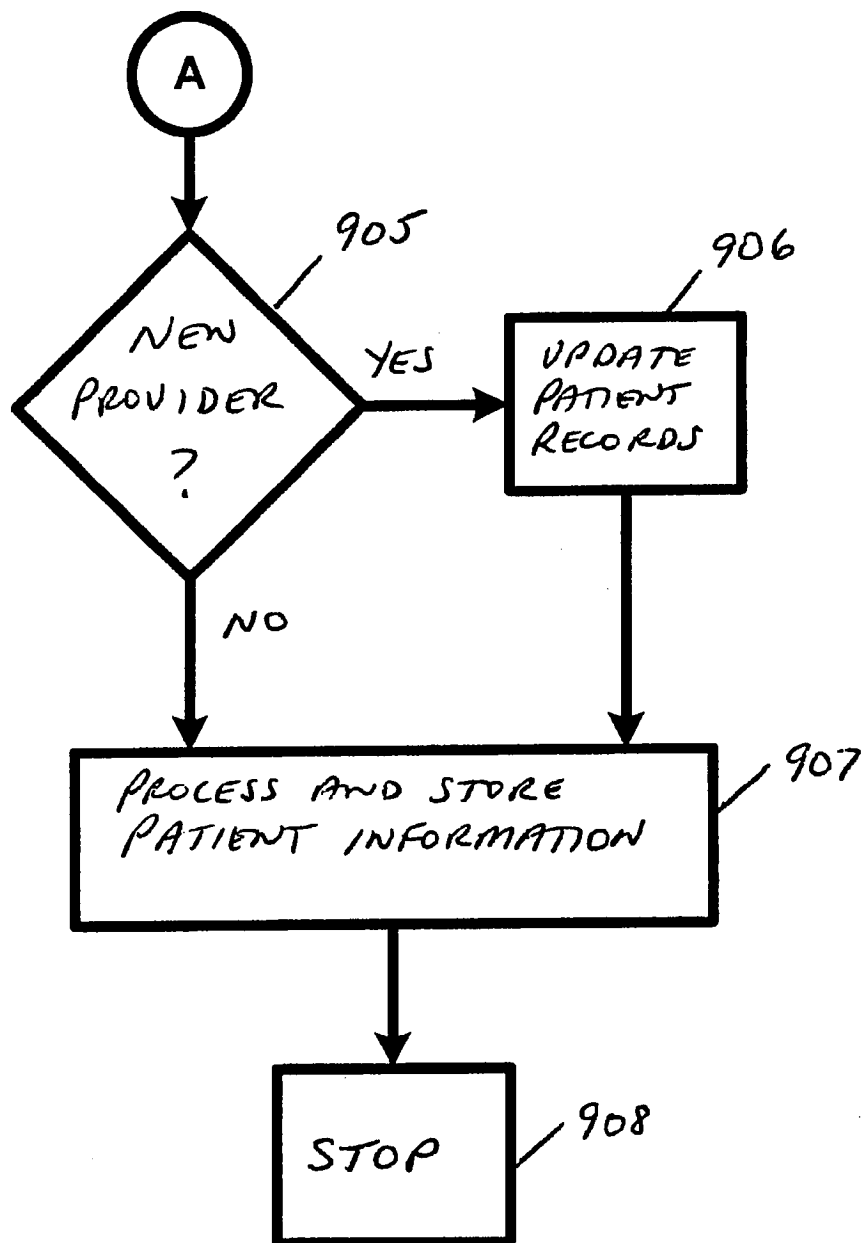 A
905
NEW
PROVIDER
?
YES
906
UPDATE
PATIENT
RECORDS
NO
907
PROCESS AND STORE
PATIENT INFORMATION
908
STOP